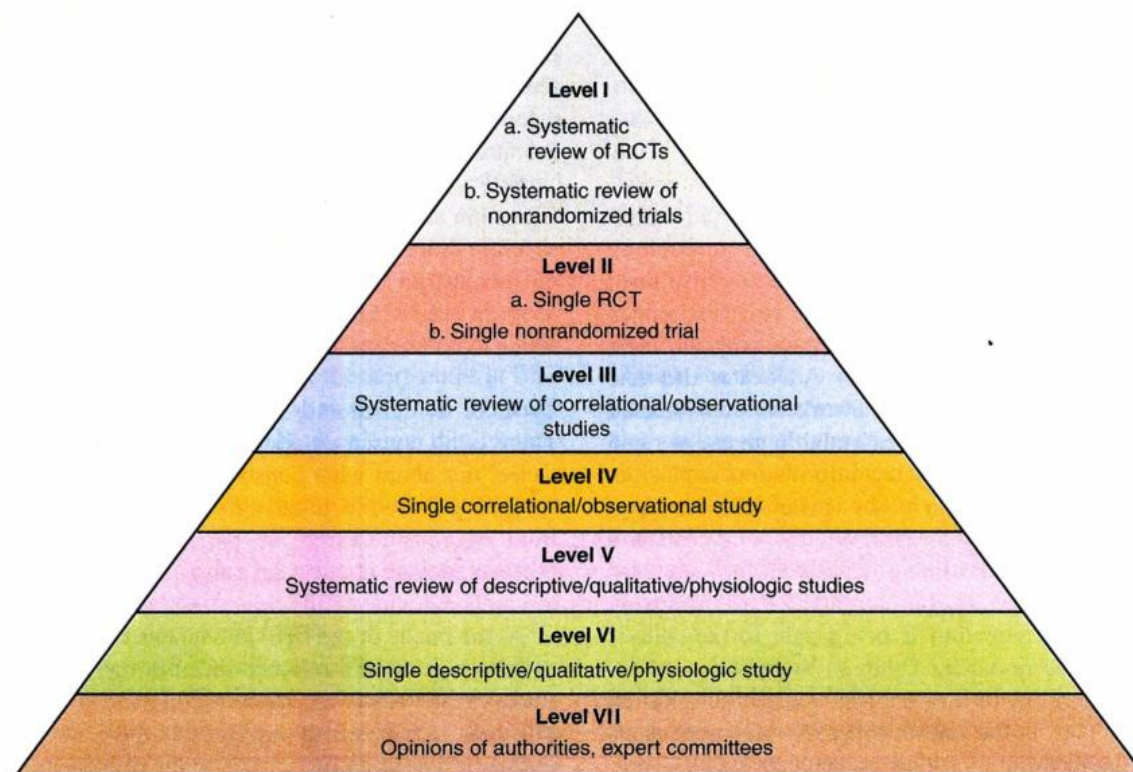 Level I
a. Systematic
review of RCTs
b. Systematic review of
nonrandomized trials
Level II
a. Single RCT
b. Single nonrandomized trial
Level III
Systematic review of correlational/observational
studies
Level IV
Single correlational/observational study
Level V
Systematic review of descriptive/qualitative/physiologic studies
Level VI
Single descriptive/qualitative/physiologic study
Level VII
Opinions of authorities, expert committees